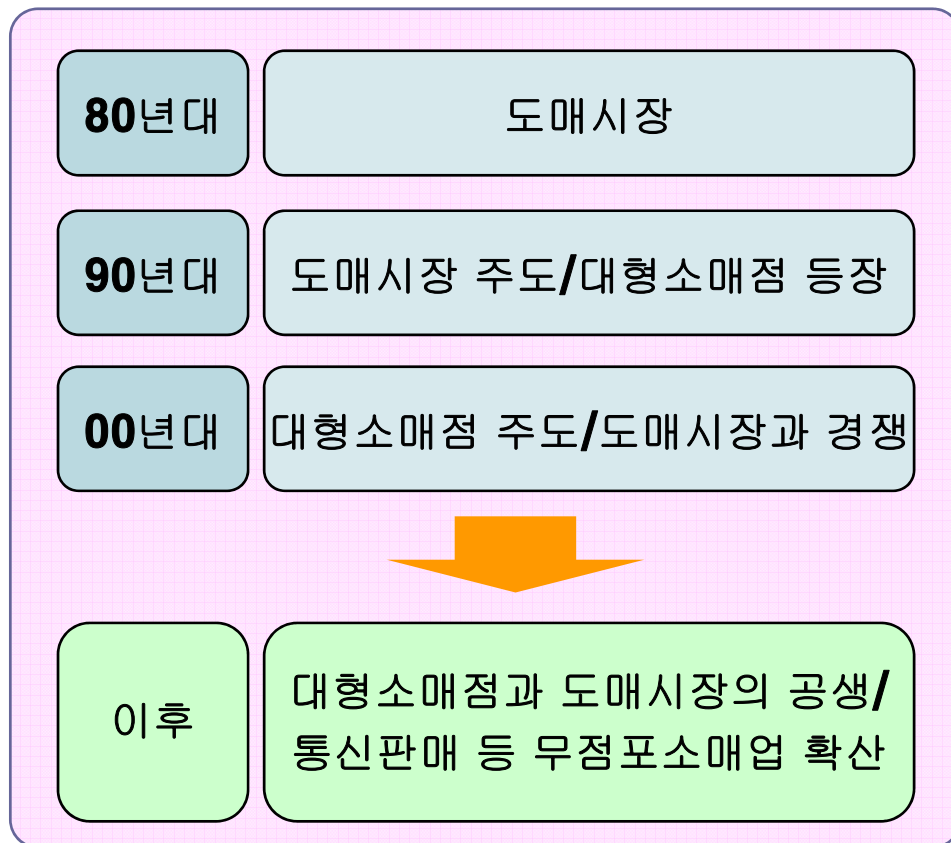 80년대
도매시장
90년대
도매시장 주도/대형소매점 등장
00년대
대형소매점 주도/도매시장과 경쟁
이후
대형소매점과 도매시장의 공생/
통신판매 등 무점포소매업 확산